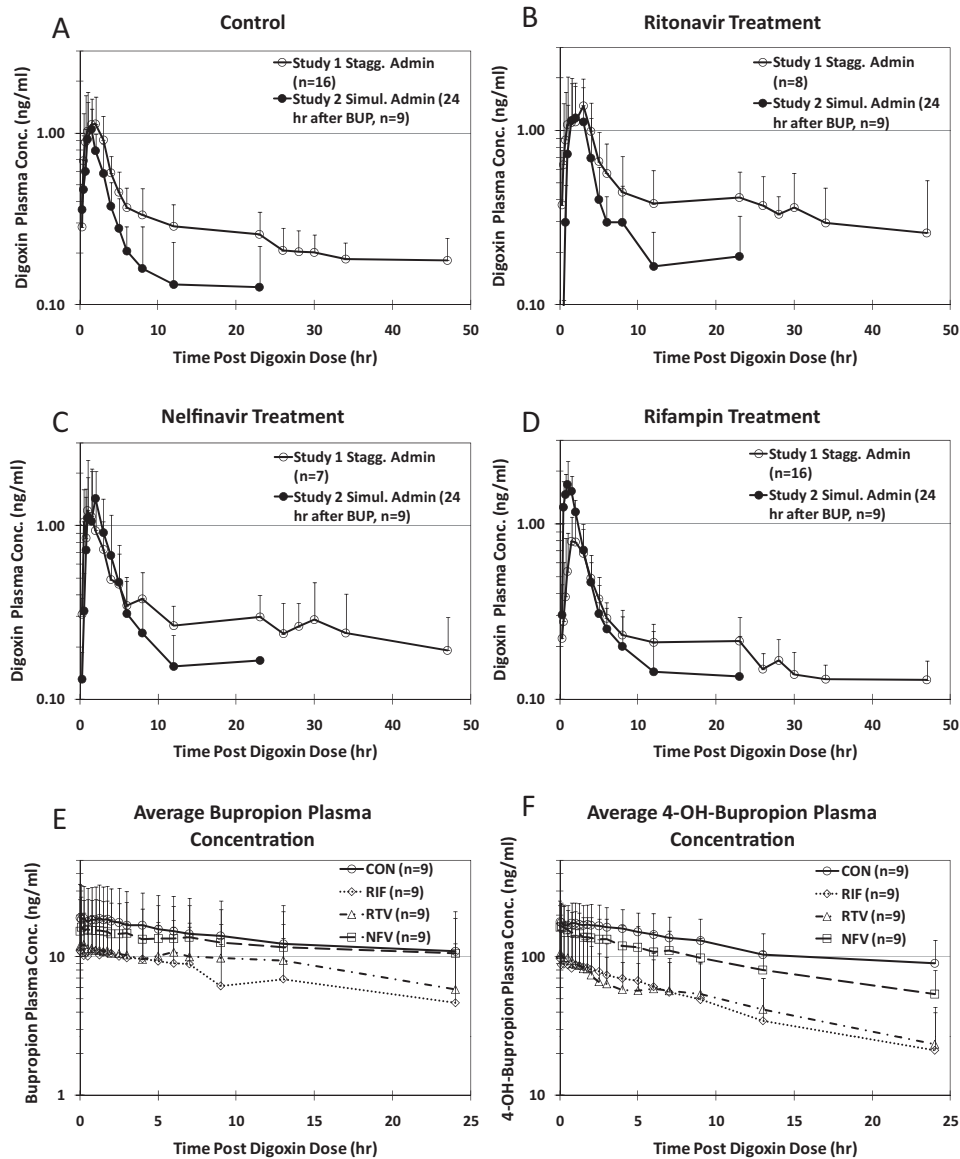 A
Control
Digoxin Plasma Conc. (ng/ml)
1.00
0.10
Study 1 Stagg. Admin
(n=16)
Study 2 Simul. Admin (24
hr after BUP, n=9)
0 10 20 30 40 50
Time Post Digoxin Dose (hr)
B
Ritonavir Treatment
Digoxin Plasma Conc. (ng/ml)
1.00
0.10
Study 1 Stagg. Admin
(n=8)
Study 2 Simul. Admin (24
hr after BUP, n=9)
0 10 20 30 40 50
Time Post Digoxin Dose (hr)
C
Nelfinavir Treatment
Digoxin Plasma Conc. (ng/ml)
1.00
0.10
Study 1 Stagg. Admin
(n=7)
Study 2 Simul. Admin (24
hr after BUP, n=9)
0 10 20 30 40 50
Time Post Digoxin Dose (hr)
D
Rifampin Treatment
Digoxin Plasma Conc. (ng/ml)
1.00
0.10
Study 1 Stagg. Admin
(n=16)
Study 2 Simul. Admin (24
hr after BUP, n=9)
0 10 20 30 40 50
Time Post Digoxin Dose (hr)
E
Average Bupropion Plasma
Concentration
Bupropion Plasma Conc. (ng/ml)
10
1
CON (n=9)
RIF (n=9)
RTV (n=9)
NFV (n=9)
0 5 10 15 20 25
Time Post Digoxin Dose (hr)
F
Average 4-OH-Bupropion Plasma
Concentration
4-OH-Bupropion Plasma Conc. (ng/ml)
100
10
CON (n=9)
RIF (n=9)
RTV (n=9)
NFV (n=9)
0 5 10 15 20 25
Time Post Digoxin Dose (hr)